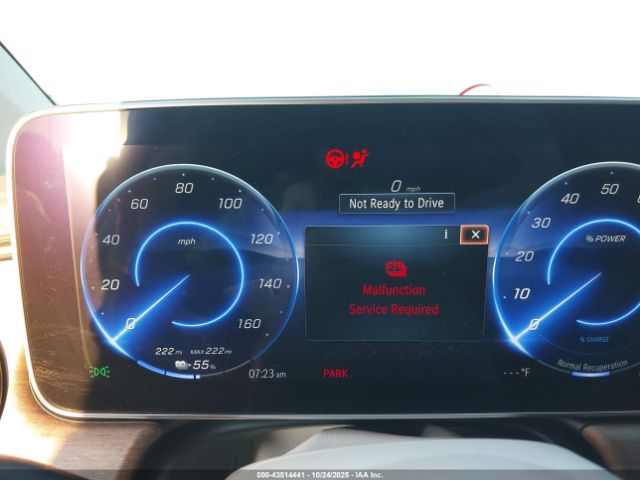 0 mph
Not Ready to Drive
i ×
Malfunction
Service Required
0 20 40 60 80 100 120 140 160
mph
222 mi MAX 222 mi
55 %
07:23 am
PARK
0 10 20 30 40 50
% POWER
% CHARGE
Normal Recuperation
---°F
000-43514441 - 10/24/2025 - IAA Inc.